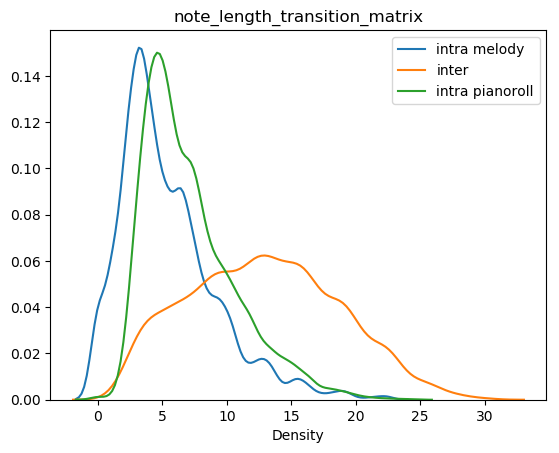 note_length_transition_matrix
intra melody
inter
intra pianoroll
0.14
0.12
0.10
0.08
0.06
0.04
0.02
0.00
0 5 10 15 20 25 30
Density